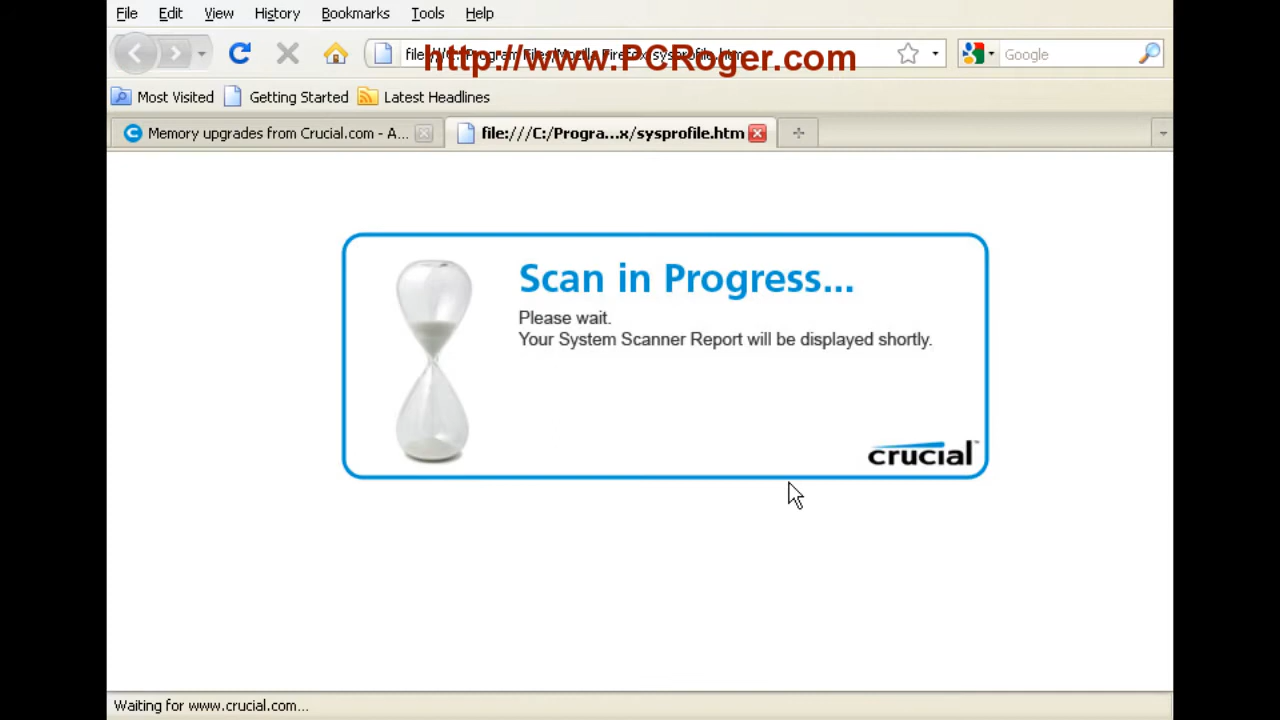 File Edit View History Bookmarks Tools Help
http://www.PCRoger.com
Google
Most Visited Getting Started Latest Headlines
Memory upgrades from Crucial.com - A... file:///C:/Progra...x/sysprofile.htm
Scan in Progress...
Please wait.
Your System Scanner Report will be displayed shortly.
crucial™
Waiting for www.crucial.com...